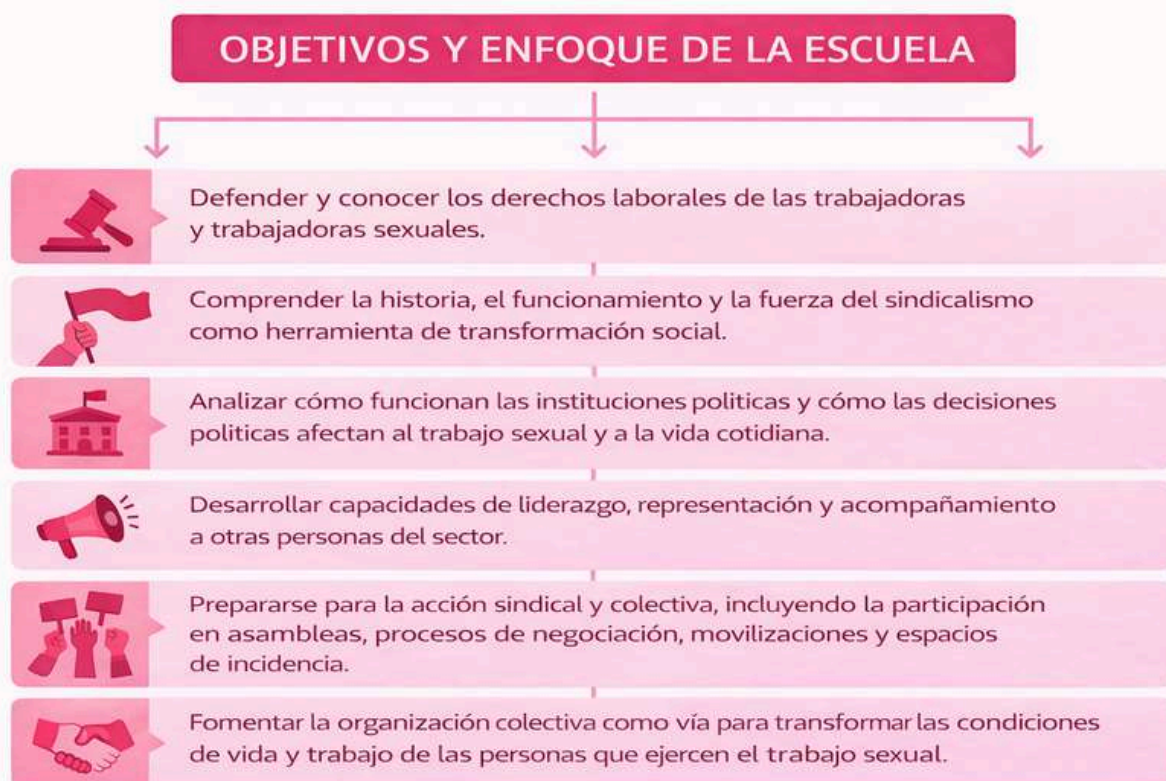 OBJETIVOS Y ENFOQUE DE LA ESCUELA
Defender y conocer los derechos laborales de las trabajadoras
y trabajadoras sexuales.
Comprender la historia, el funcionamiento y la fuerza del sindicalismo
como herramienta de transformación social.
Analizar cómo funcionan las instituciones politicas y cómo las decisiones
politicas afectan al trabajo sexual y a la vida cotidiana.
Desarrollar capacidades de liderazgo, representación y acompañamiento
a otras personas del sector.
Prepararse para la acción sindical y colectiva, incluyendo la participación
en asambleas, procesos de negociación, movilizaciones y espacios
de incidencia.
Fomentar la organización colectiva como vía para transformar las condiciones
de vida y trabajo de las personas que ejercen el trabajo sexual.